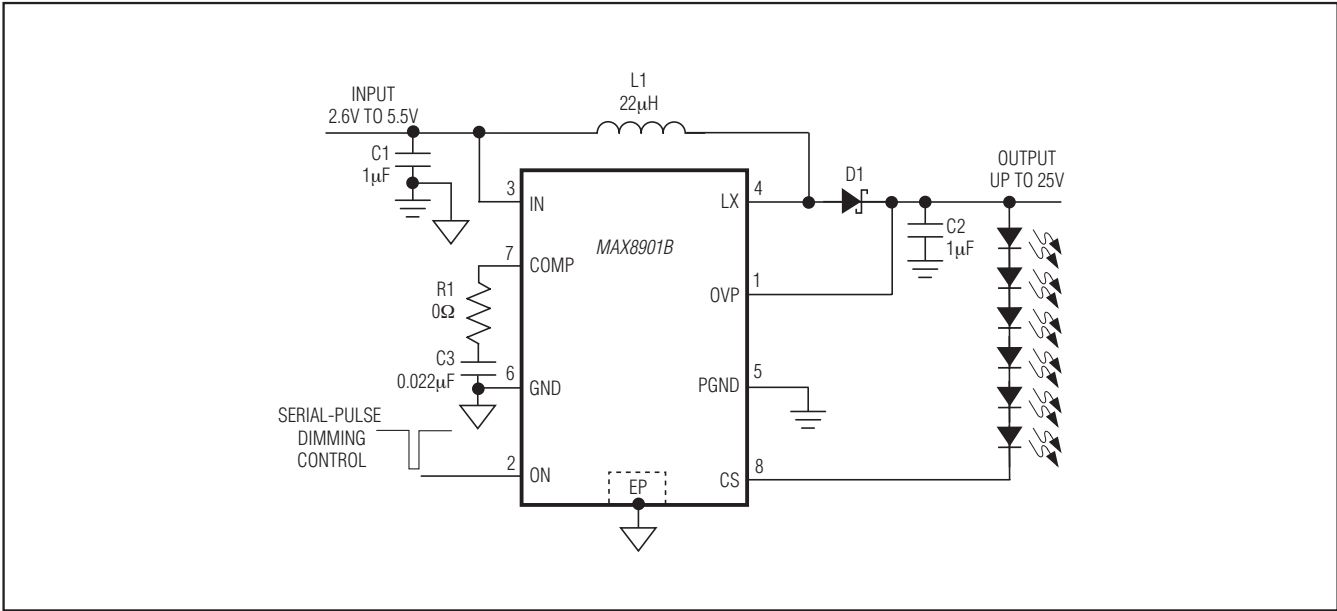 L1
22µH
INPUT
2.6V TO 5.5V
C1
1µF
OUTPUT
UP TO 25V
D1
3
IN
4
LX
C2
1µF
MAX8901B
7
COMP
1
OVP
R1
0Ω
C3
0.022µF
6
GND
5
PGND
SERIAL-PULSE
DIMMING
CONTROL
2
ON
EP
8
CS